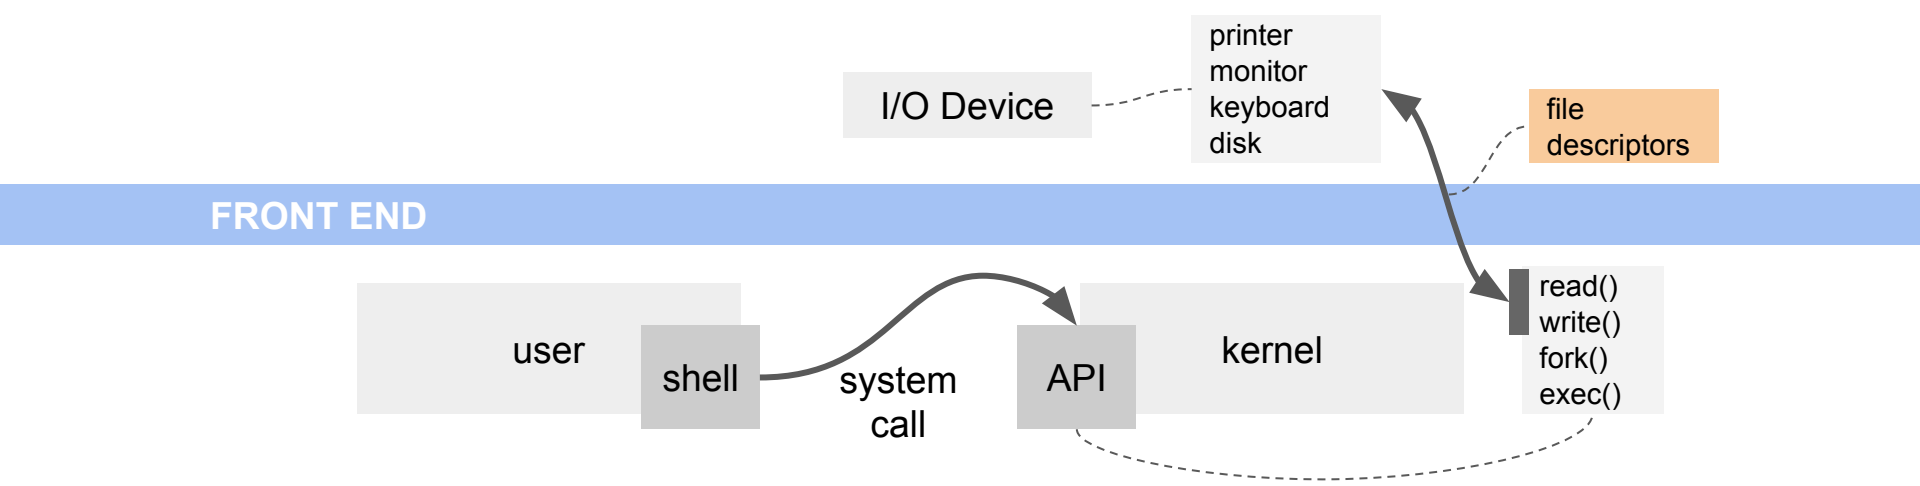 printer
monitor
keyboard
disk
I/O Device
file
descriptors
FRONT END
user
shell
system
call
API
kernel
read()
write()
fork()
exec()